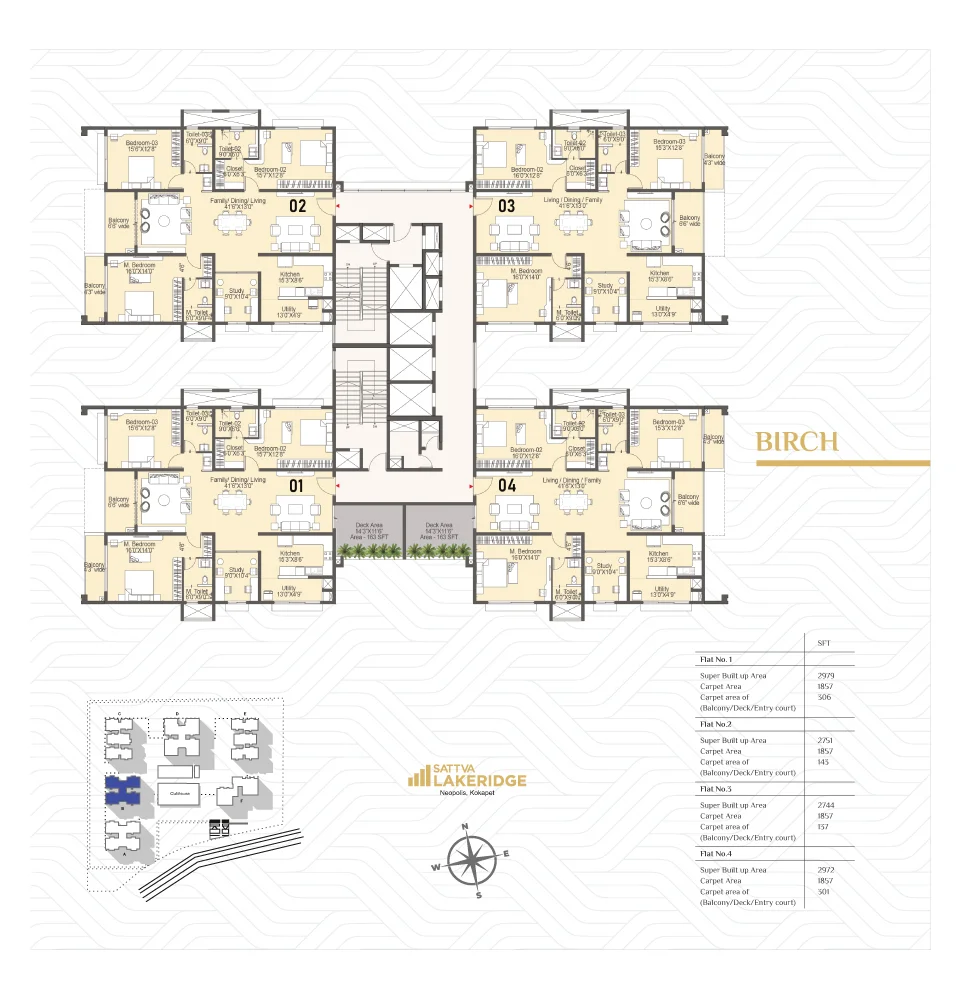 Toilet-03
6'0"X9'0"
Bedroom-03
15'6"X12'8"
Toilet-02
9'0"X6'0"
Closet
6'0"X6'3"
Bedroom-02
15'7"X12'8"
Family/ Dining/ Living
41'6"X13'0"
02
Balcony
6'6" wide
M. Bedroom
16'0"X14'0"
4'6"
Balcony
4'3" wide
Study
9'0"X10'4"
Kitchen
15'3"X8'6"
Utility
13'0"X4'9"
M. Toilet
6'0"X9'0"
Toilet-02
9'0"X6'0"
Toilet-03
6'0"X9'0"
Bedroom-03
15'3"X12'8"
Balcony
4'3" wide
Bedroom-02
16'0"X12'8"
Closet
6'0"X6'3"
03
Living / Dining / Family
41'6"X13'0"
Balcony
6'6" wide
M. Bedroom
16'0"X14'0"
4'6"
Study
9'0"X10'4"
Kitchen
15'3"X8'6"
Utility
13'0"X4'9"
M. Toilet
6'0"X9'0"
Toilet-03
6'0"X9'0"
Bedroom-03
15'6"X12'8"
Toilet-02
9'0"X6'0"
Closet
6'0"X6'3"
Bedroom-02
15'7"X12'8"
Family/ Dining/ Living
41'6"X13'0"
01
Balcony
6'6" wide
M. Bedroom
16'0"X14'0"
4'6"
Balcony
4'3" wide
Study
9'0"X10'4"
Kitchen
15'3"X8'6"
Utility
13'0"X4'9"
M. Toilet
6'0"X9'0"
Deck Area
14'3"X11'6"
Area - 163 SFT
Deck Area
14'3"X11'5"
Area - 163 SFT
Toilet-02
9'0"X6'0"
Toilet-03
6'0"X9'0"
Bedroom-03
15'3"X12'8"
Balcony
4'3" wide
Bedroom-02
16'0"X12'8"
Closet
6'0"X6'3"
04
Living / Dining / Family
41'6"X13'0"
Balcony
6'6" wide
M. Bedroom
16'0"X14'0"
4'6"
Study
9'0"X10'4"
Kitchen
15'3"X8'6"
Utility
13'0"X4'9"
M. Toilet
6'0"X9'0"
BIRCH
SFT
Flat No. 1
Super Built up Area 2979
Carpet Area 1857
Carpet area of 306
(Balcony/Deck/Entry court)
Flat No.2
Super Built up Area 2751
Carpet Area 1857
Carpet area of 143
(Balcony/Deck/Entry court)
Flat No.3
Super Built up Area 2744
Carpet Area 1857
Carpet area of 137
(Balcony/Deck/Entry court)
Flat No.4
Super Built up Area 2972
Carpet Area 1857
Carpet area of 301
(Balcony/Deck/Entry court)
C
D
E
B
Clubhouse
F
A
SATTVA
LAKERIDGE
Neopolis, Kokapet
N
W
E
S